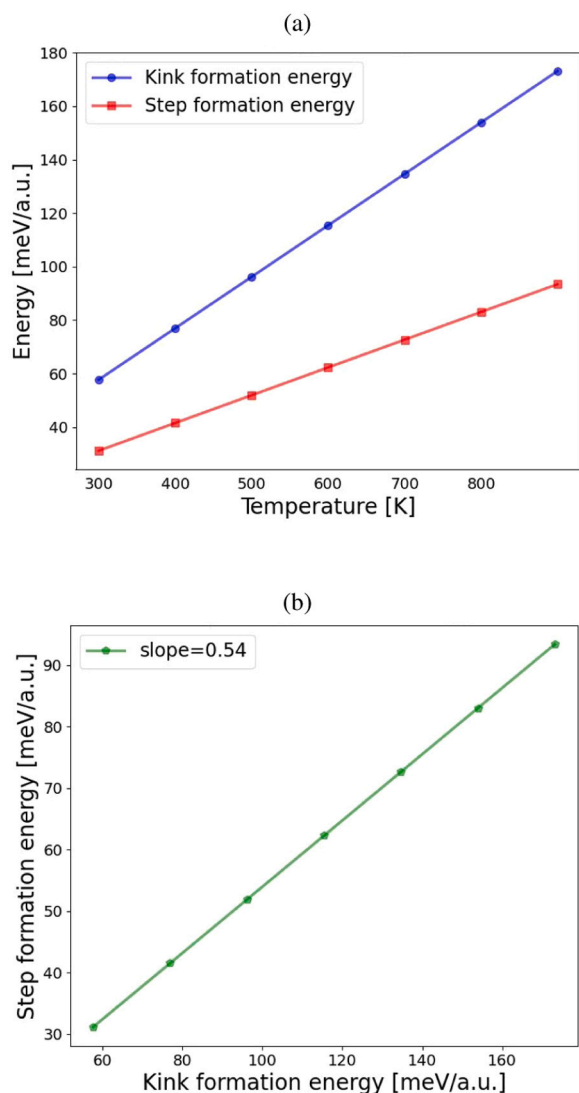 (a)
180
160
140
120
100
80
60
40
Energy [meV/a.u.]
Kink formation energy
Step formation energy
300 400 500 600 700 800
Temperature [K]
(b)
90
80
70
60
50
40
30
Step formation energy [meV/a.u.]
slope=0.54
60 80 100 120 140 160
Kink formation energy [meV/a.u.]